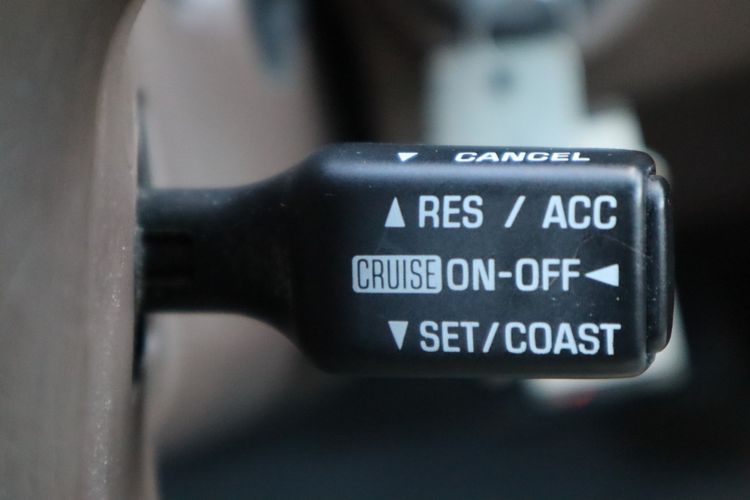 ▼ CANCEL
▲ RES / ACC
CRUISE ON-OFF ◀
▼ SET/COAST